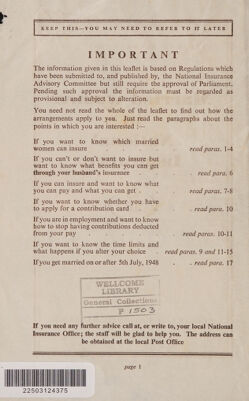 KEEP THIS—YOU MAY NEED TO REFER TO IT LATER
IMPORTANT
The information given in this leaflet is based on Regulations which
have been submitted to, and published by, the National Insurance
Advisory Committee but still require the approval of Parliament.
Pending such approval the information must be regarded as
provisional and subject to alteration.
You need not read the whole of the leaflet to find out how the
arrangements apply to you. Just read the paragraphs about the
points in which you are interested :—
If you want to know which married
women can insure . read paras. 1-4
If you can't or don't want to insure but
want to know what benefits you can get
through your husband's insurance . read para. 6
If you can insure and want to know what
you can pay and what you can get . read paras. 7-8
If you want to know whether you have
to apply for a contribution card . read para. 10
If you are in employment and want to know
how to stop having contributions deducted
from your pay . read paras. 10-11
If you want to know the time limits and
what happens if you alter your choice . read paras. 9 and 11-15
If you get married on or after 5th July, 1948 . . read para. 17
WELLCOME
LIBRARY
General Collections
P 1503
If you need any further advice call at, or write to, your local National
Insurance Office; the staff will be glad to help you. The address can
be obtained at the local Post Office
page 1
22503124375